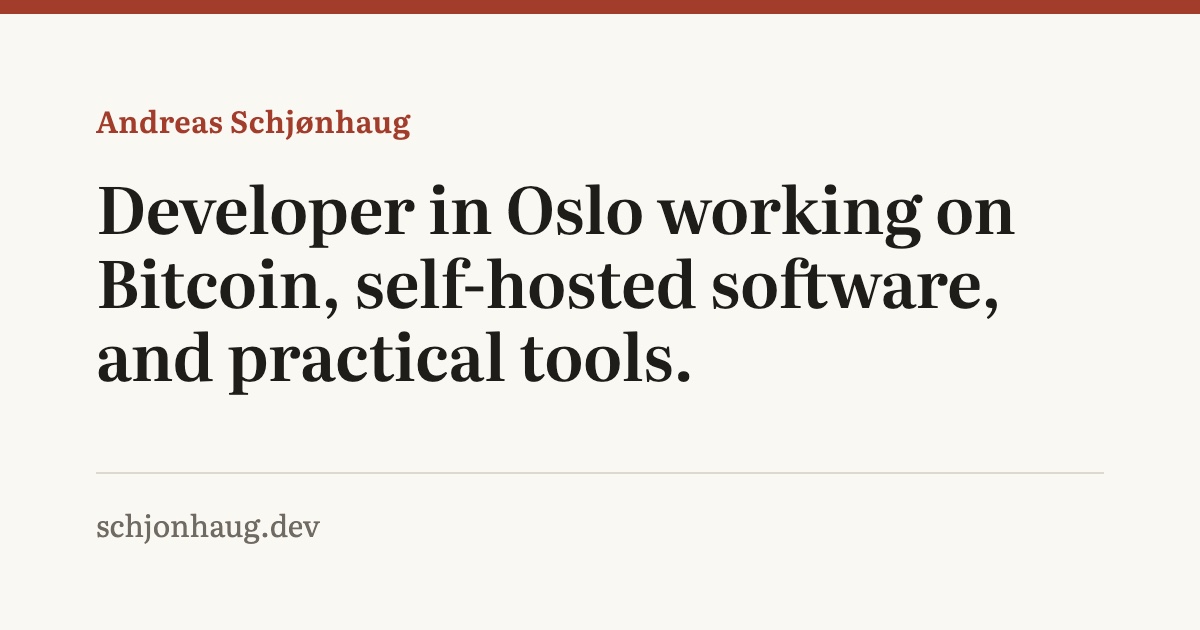 Andreas Schjønhaug
Developer in Oslo working on
Bitcoin, self-hosted software,
and practical tools.
schjonhaug.dev